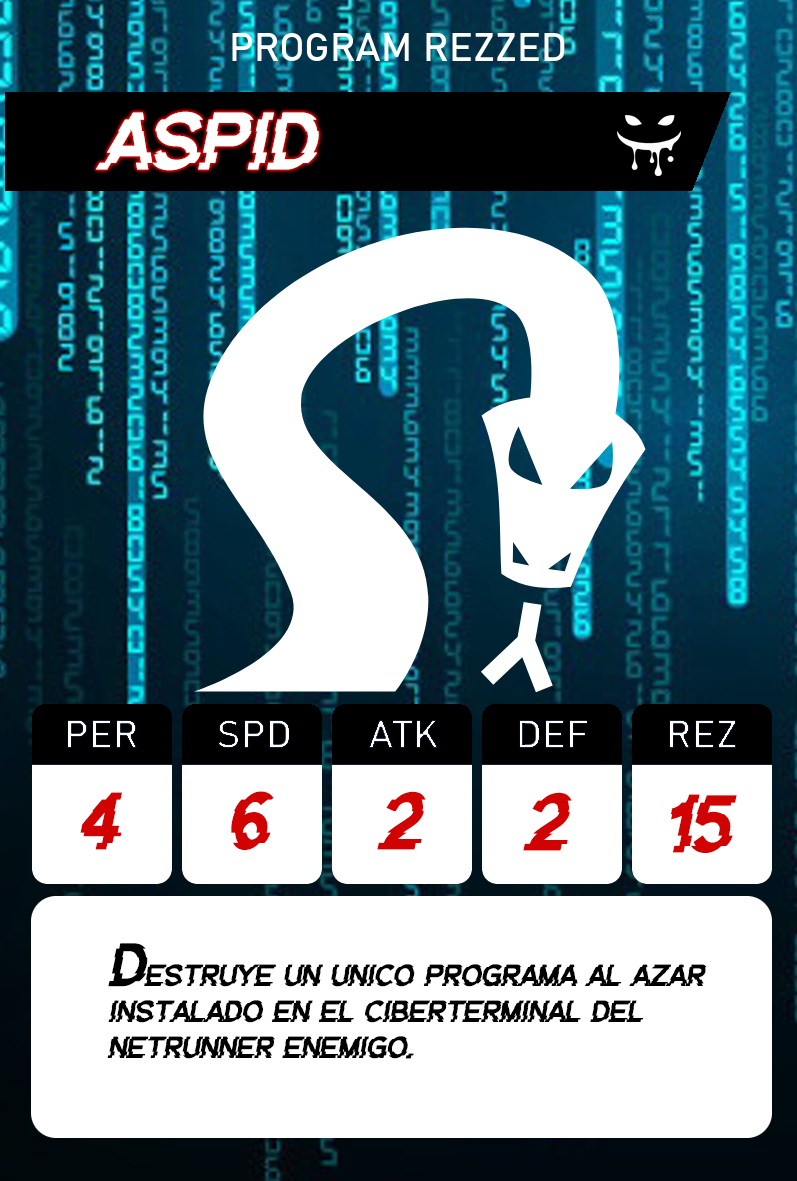 PROGRAM REZZED
ASPID
PER SPD ATK DEF REZ
4 6 2 2 15
DESTRUYE UN UNICO PROGRAMA AL AZAR
INSTALADO EN EL CIBERTERMINAL DEL
NETRUNNER ENEMIGO.